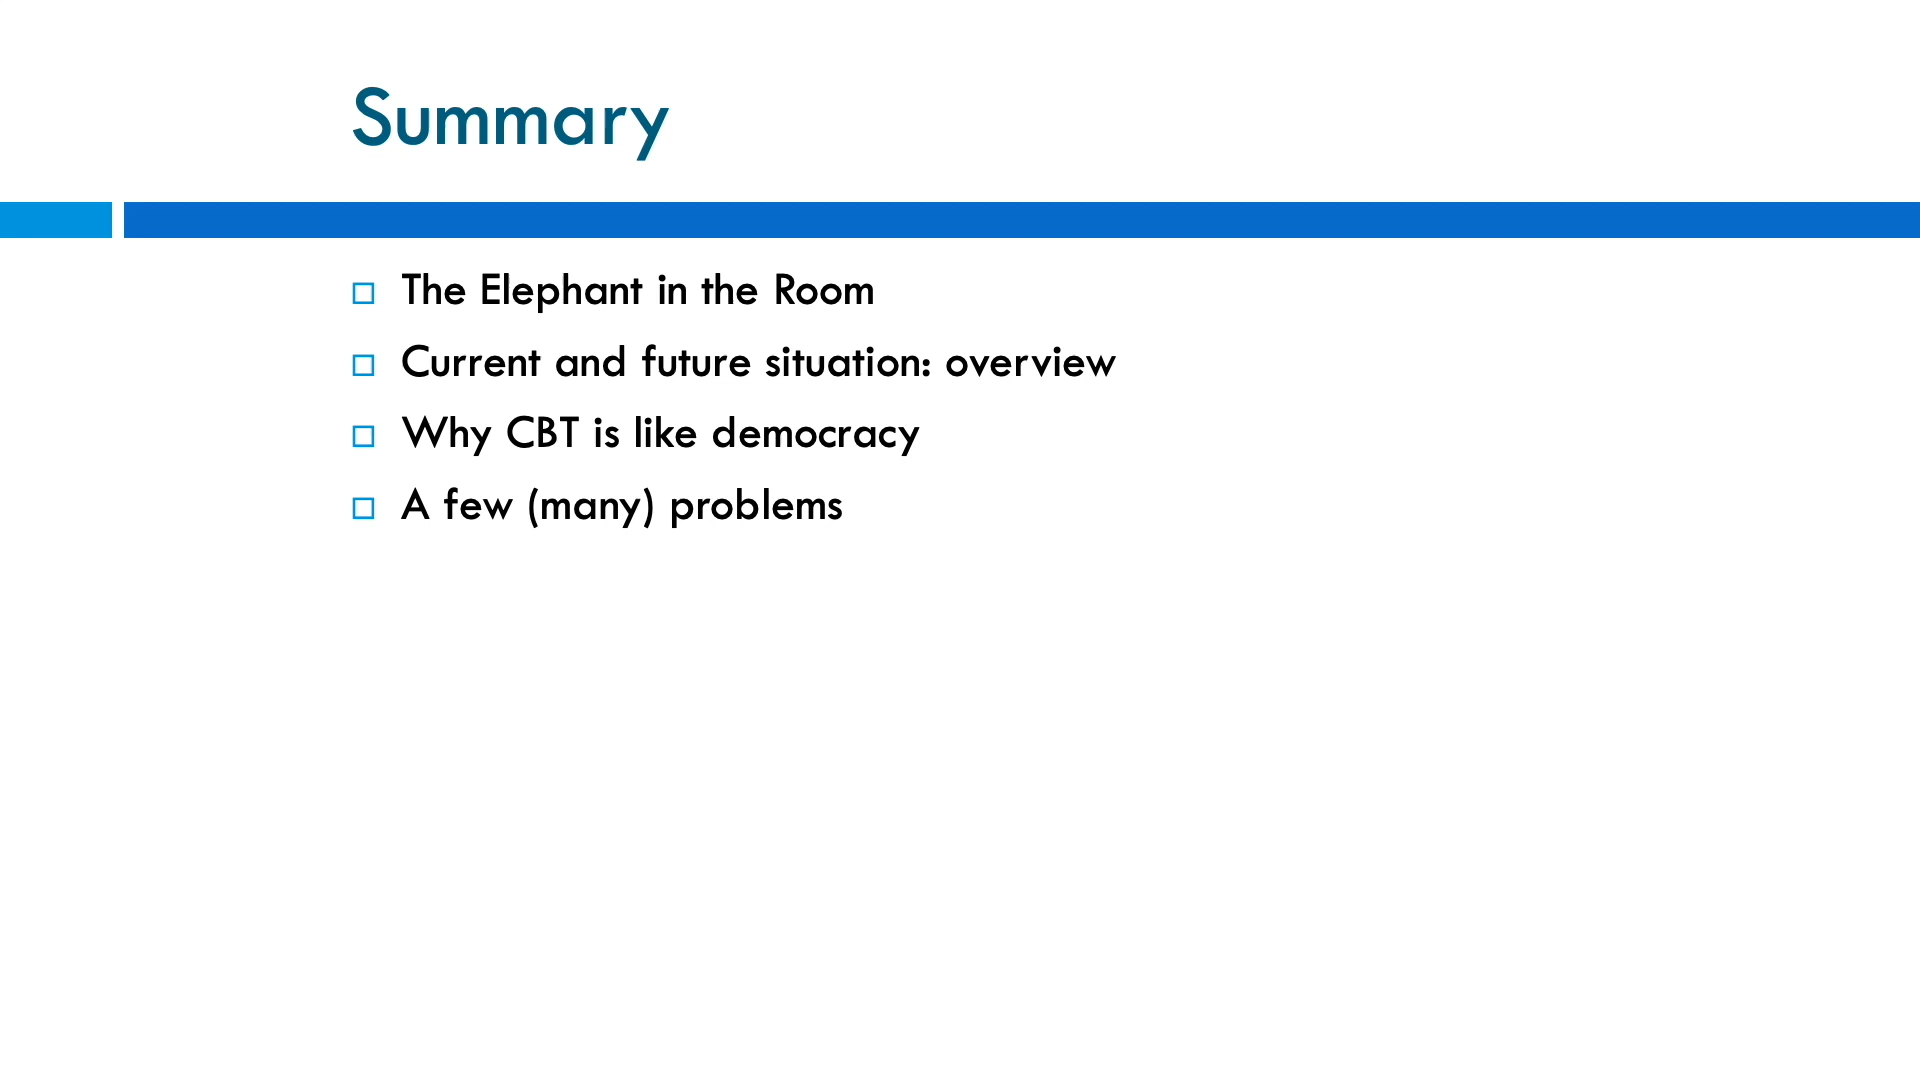 Summary
The Elephant in the Room
Current and future situation: overview
Why CBT is like democracy
A few (many) problems